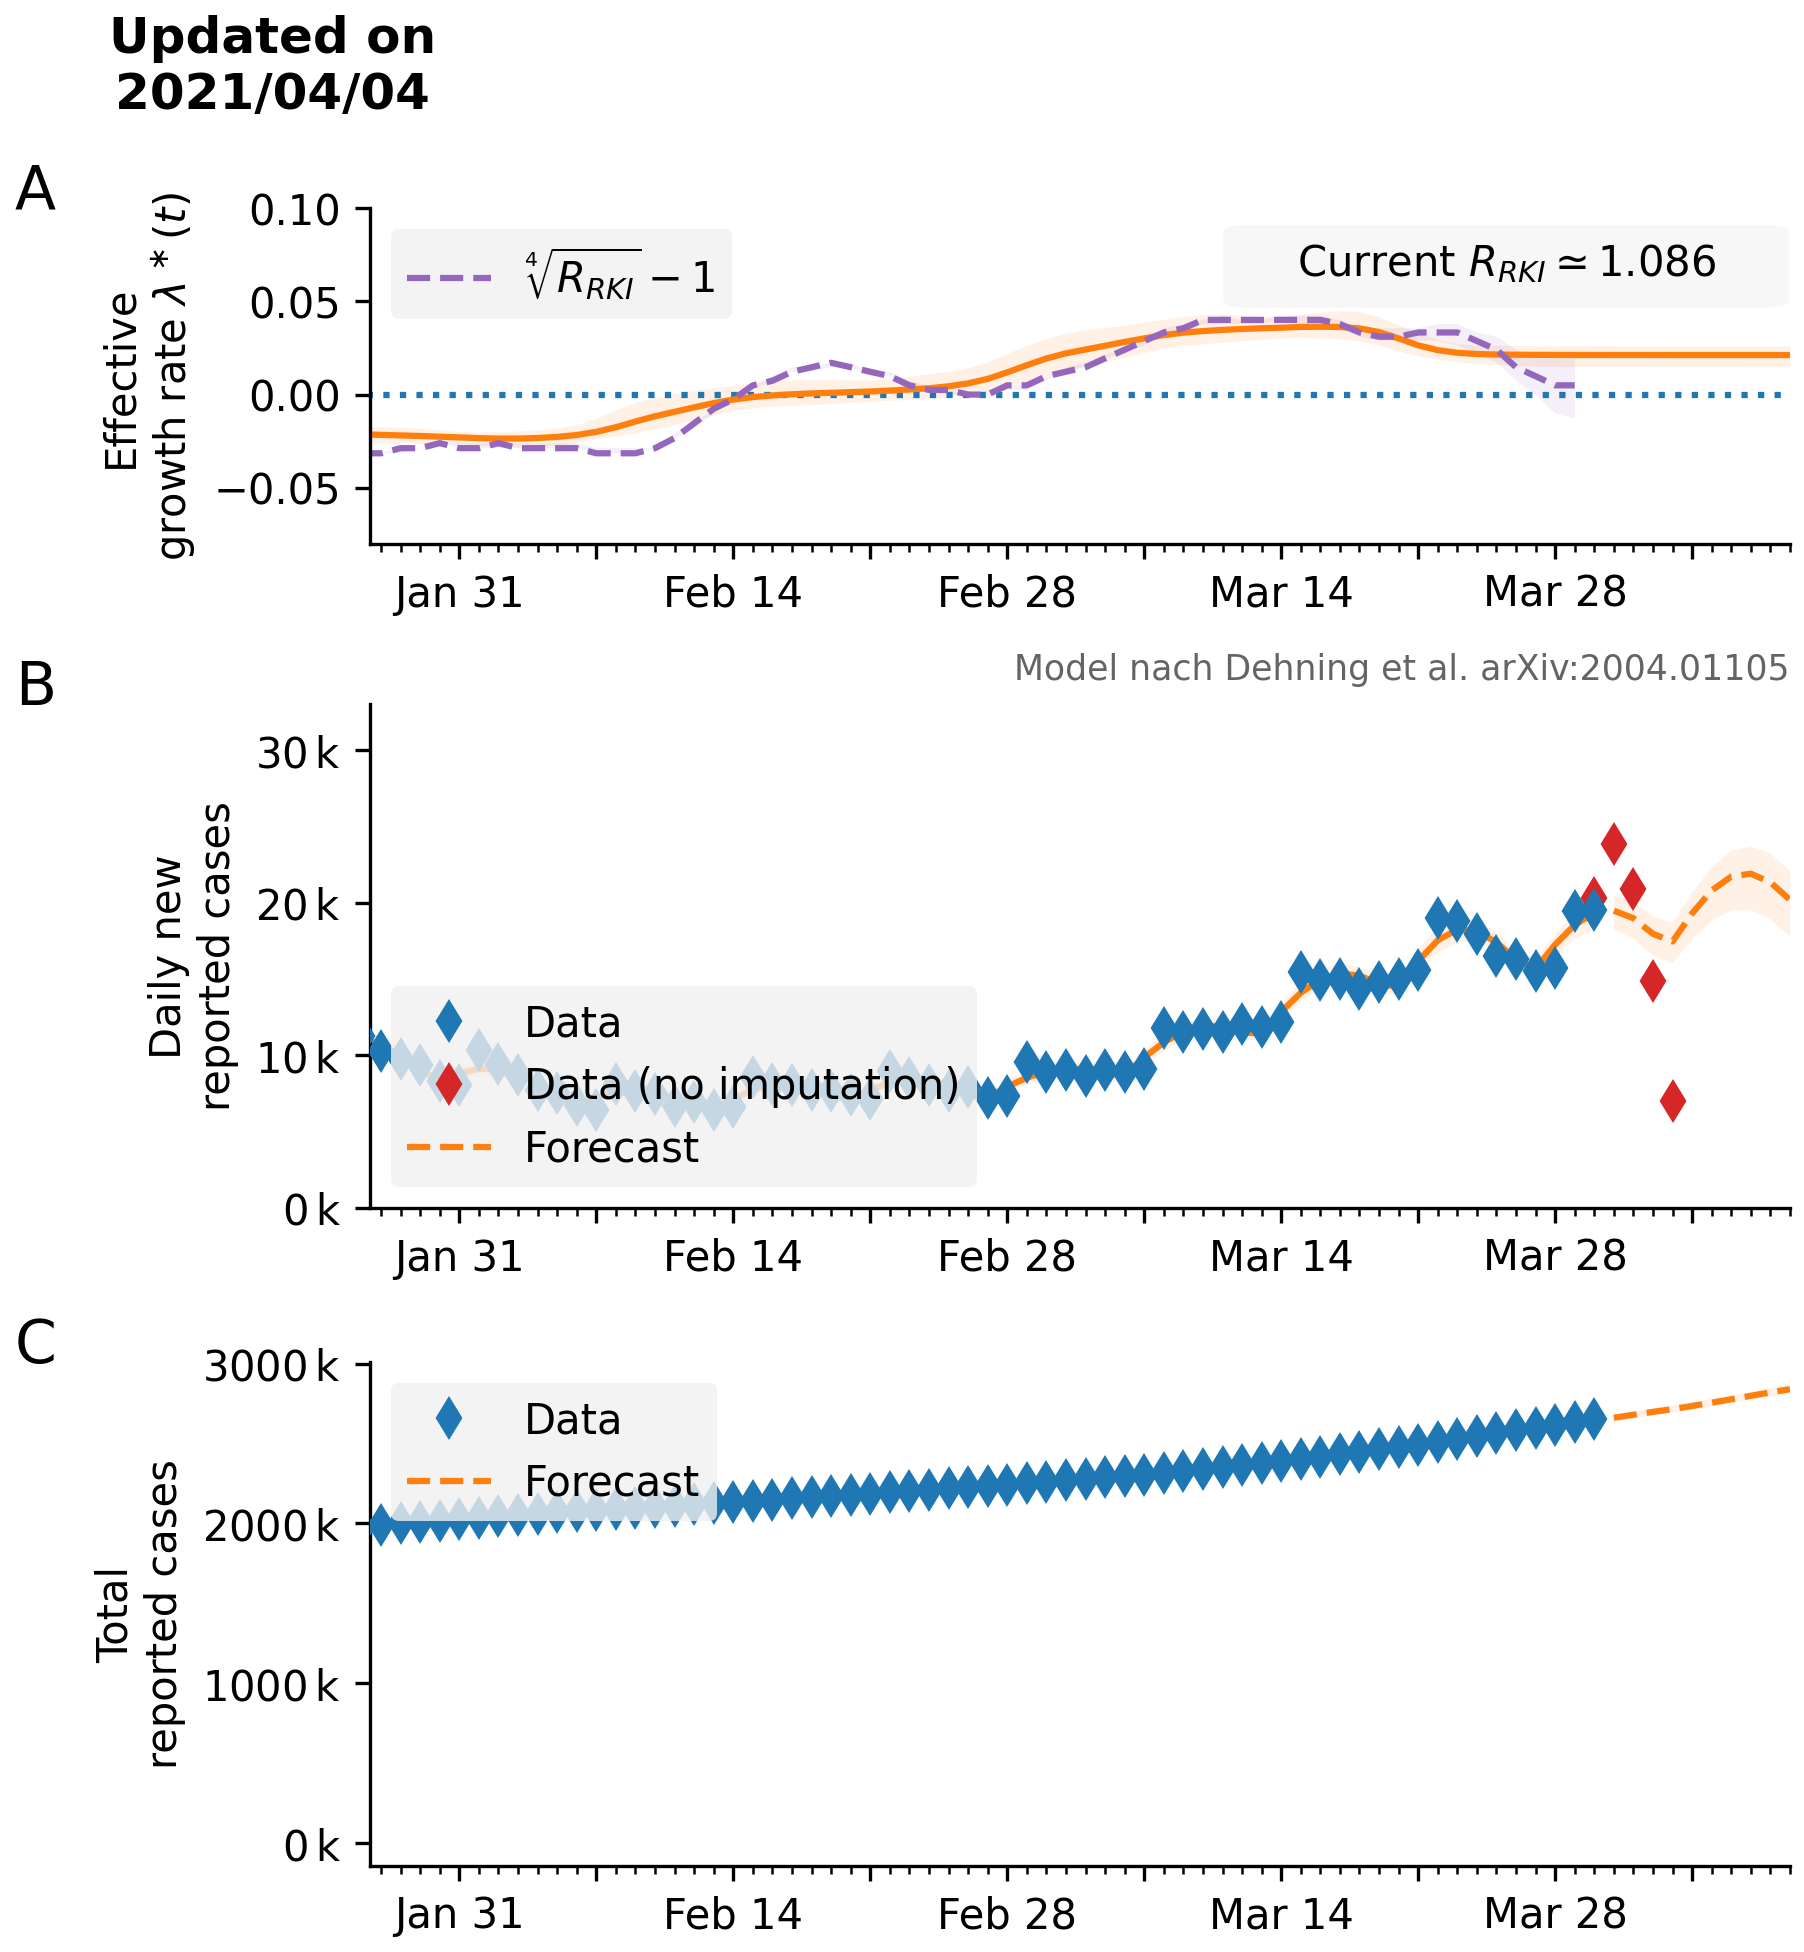 Updated on
2021/04/04
A
Effective
growth rate λ * (t)
0.10
0.05
0.00
−0.05
∜R_RKI − 1
Current R_RKI ≃ 1.086
Jan 31
Feb 14
Feb 28
Mar 14
Mar 28
B
Model nach Dehning et al. arXiv:2004.01105
Daily new
reported cases
30 k
20 k
10 k
0 k
Data
Data (no imputation)
Forecast
Jan 31
Feb 14
Feb 28
Mar 14
Mar 28
C
Total
reported cases
3000 k
2000 k
1000 k
0 k
Data
Forecast
Jan 31
Feb 14
Feb 28
Mar 14
Mar 28